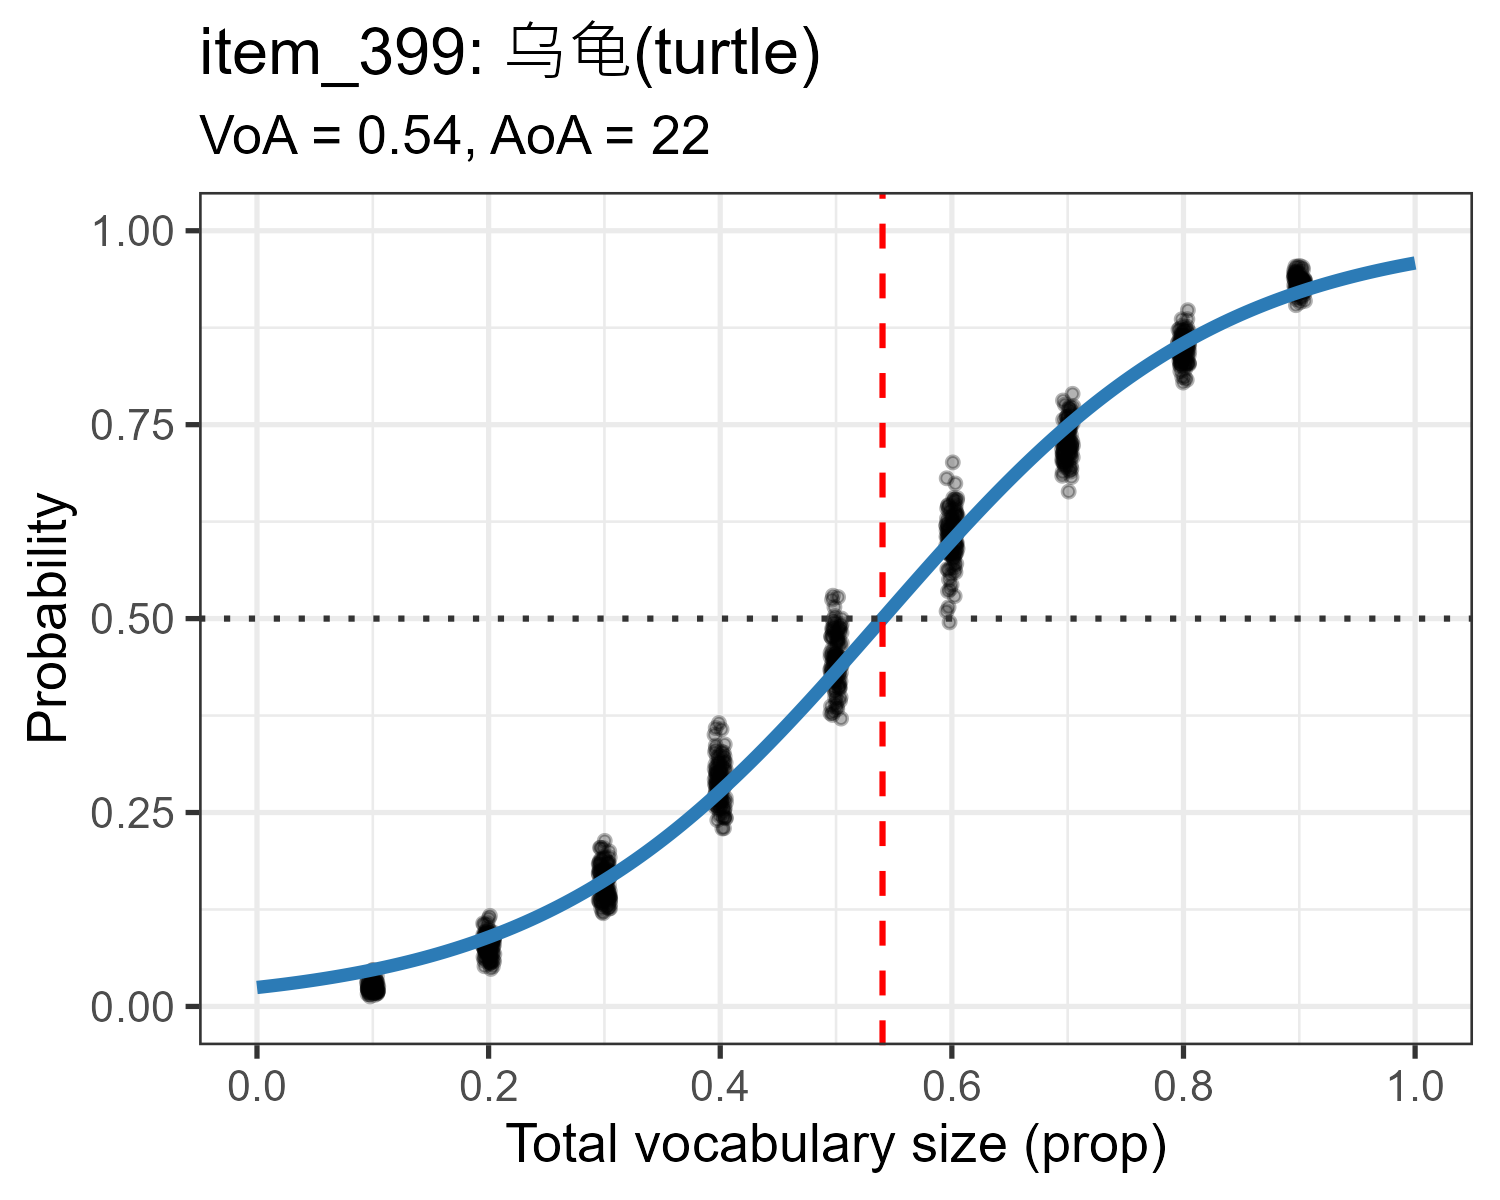 item_399: 乌龟(turtle)
VoA = 0.54, AoA = 22
1.00
0.75
0.50
0.25
0.00
Probability
0.0 0.2 0.4 0.6 0.8 1.0
Total vocabulary size (prop)